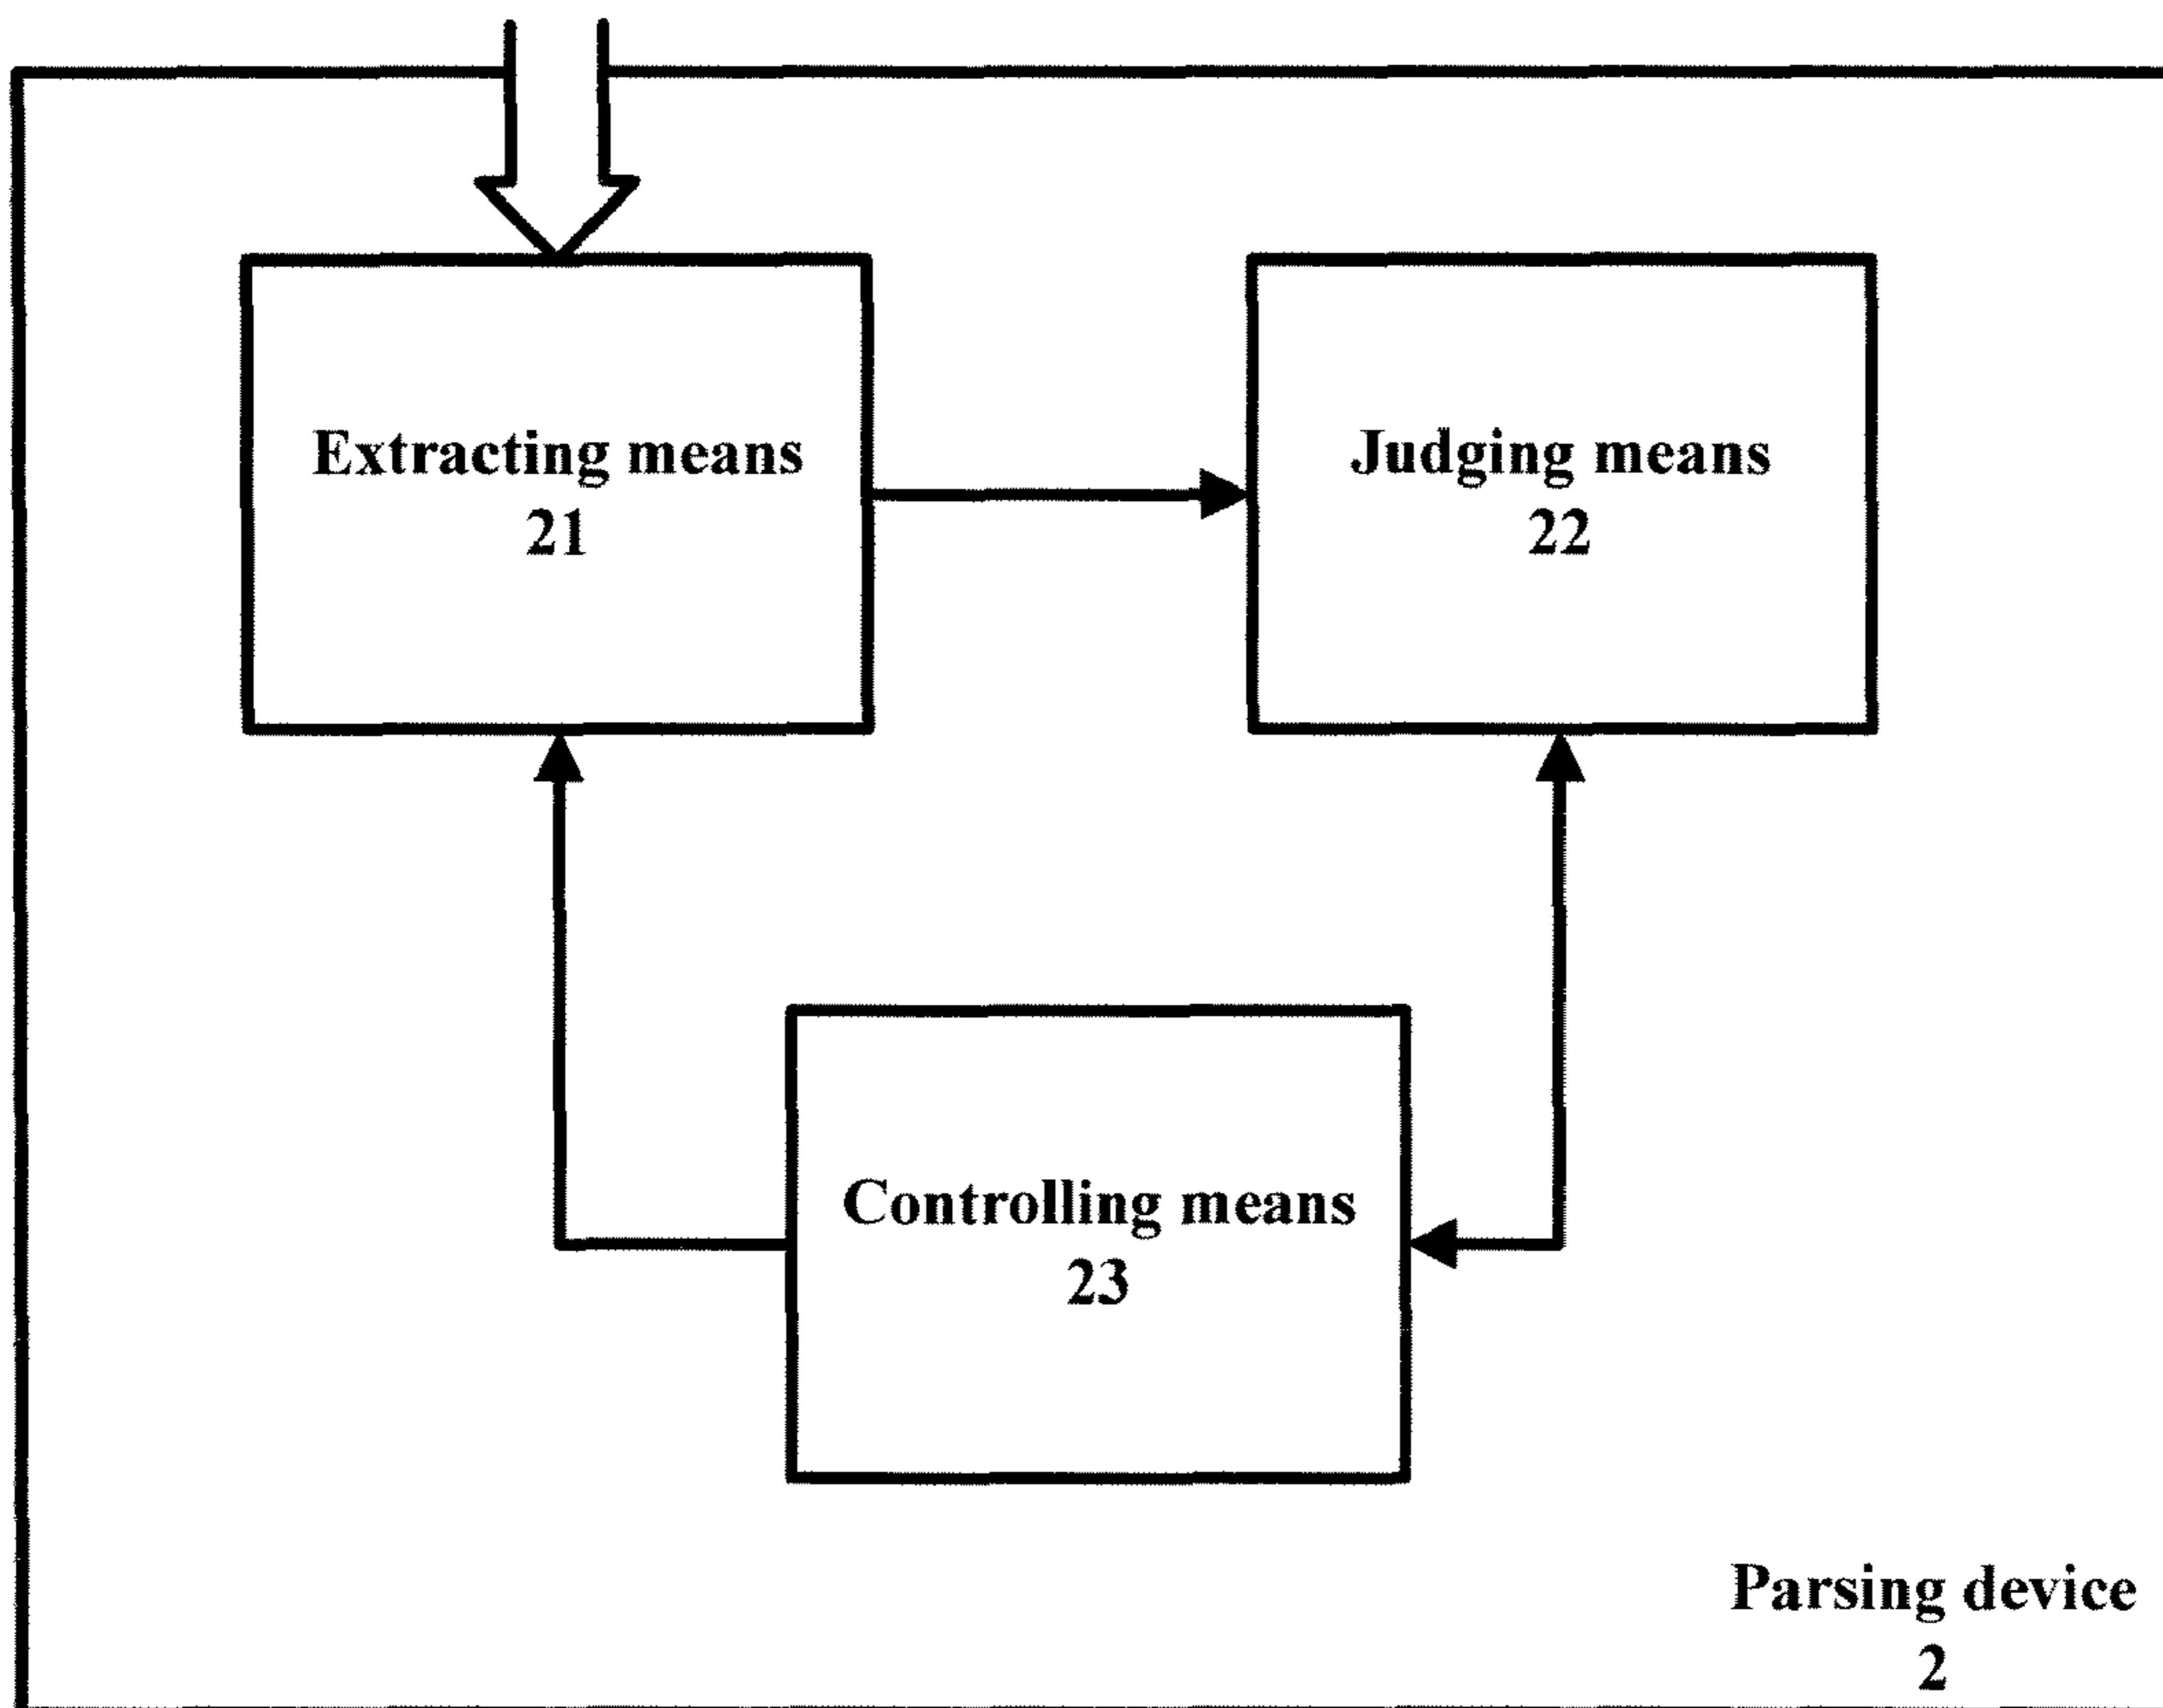 Extracting means
21
Judging means
22
Controlling means
23
Parsing device
2